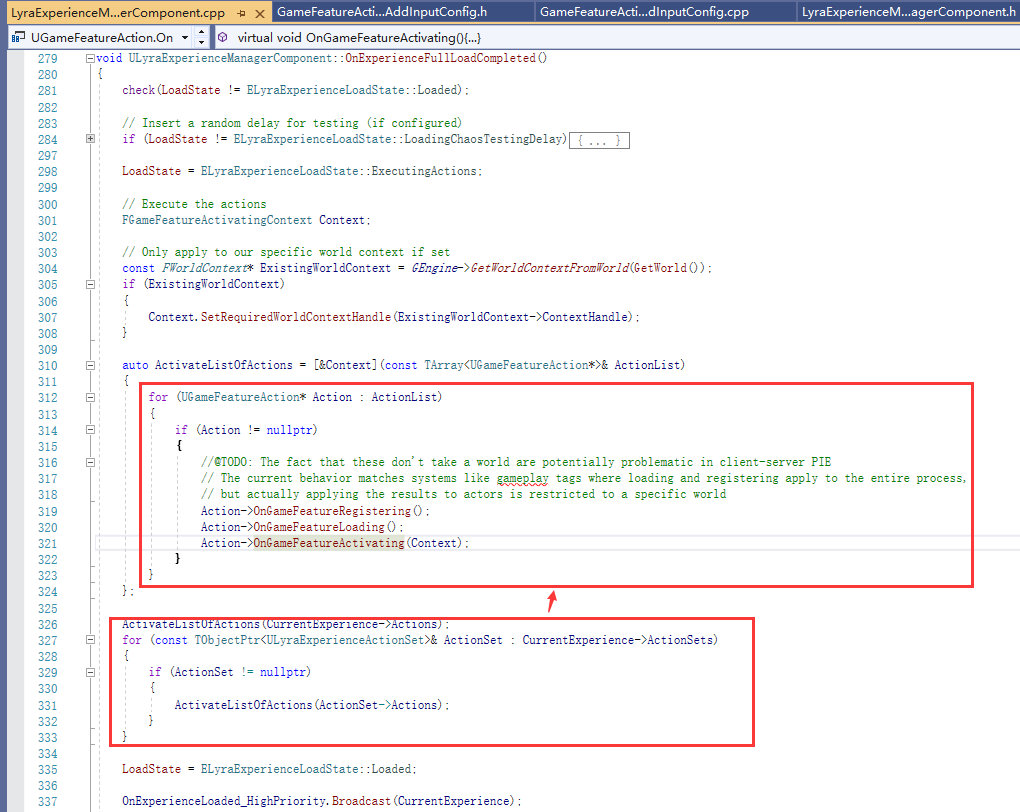 LyraExperienceM...erComponent.cpp GameFeatureActi...AddInputConfig.h GameFeatureActi...dInputConfig.cpp LyraExperienceM...agerComponent.h
UGameFeatureAction.On virtual void OnGameFeatureActivating(){...}
279 void ULyraExperienceManagerComponent::OnExperienceFullLoadCompleted()
280 {
281 check(LoadState != ELyraExperienceLoadState::Loaded);
282
283 // Insert a random delay for testing (if configured)
284 if (LoadState != ELyraExperienceLoadState::LoadingChaosTestingDelay) { ... }
297
298 LoadState = ELyraExperienceLoadState::ExecutingActions;
299
300 // Execute the actions
301 FGameFeatureActivatingContext Context;
302
303 // Only apply to our specific world context if set
304 const FWorldContext* ExistingWorldContext = GEngine->GetWorldContextFromWorld(GetWorld());
305 if (ExistingWorldContext)
306 {
307 Context.SetRequiredWorldContextHandle(ExistingWorldContext->ContextHandle);
308 }
309
310 auto ActivateListOfActions = [&Context](const TArray<UGameFeatureAction*>& ActionList)
311 {
312 for (UGameFeatureAction* Action : ActionList)
313 {
314 if (Action != nullptr)
315 {
316 //@TODO: The fact that these don't take a world are potentially problematic in client-server PIE
317 // The current behavior matches systems like gameplay tags where loading and registering apply to the entire process,
318 // but actually applying the results to actors is restricted to a specific world
319 Action->OnGameFeatureRegistering();
320 Action->OnGameFeatureLoading();
321 Action->OnGameFeatureActivating(Context);
322 }
323 }
324 };
325
326 ActivateListOfActions(CurrentExperience->Actions);
327 for (const TObjectPtr<ULyraExperienceActionSet>& ActionSet : CurrentExperience->ActionSets)
328 {
329 if (ActionSet != nullptr)
330 {
331 ActivateListOfActions(ActionSet->Actions);
332 }
333 }
334
335 LoadState = ELyraExperienceLoadState::Loaded;
336
337 OnExperienceLoaded_HighPriority.Broadcast(CurrentExperience);